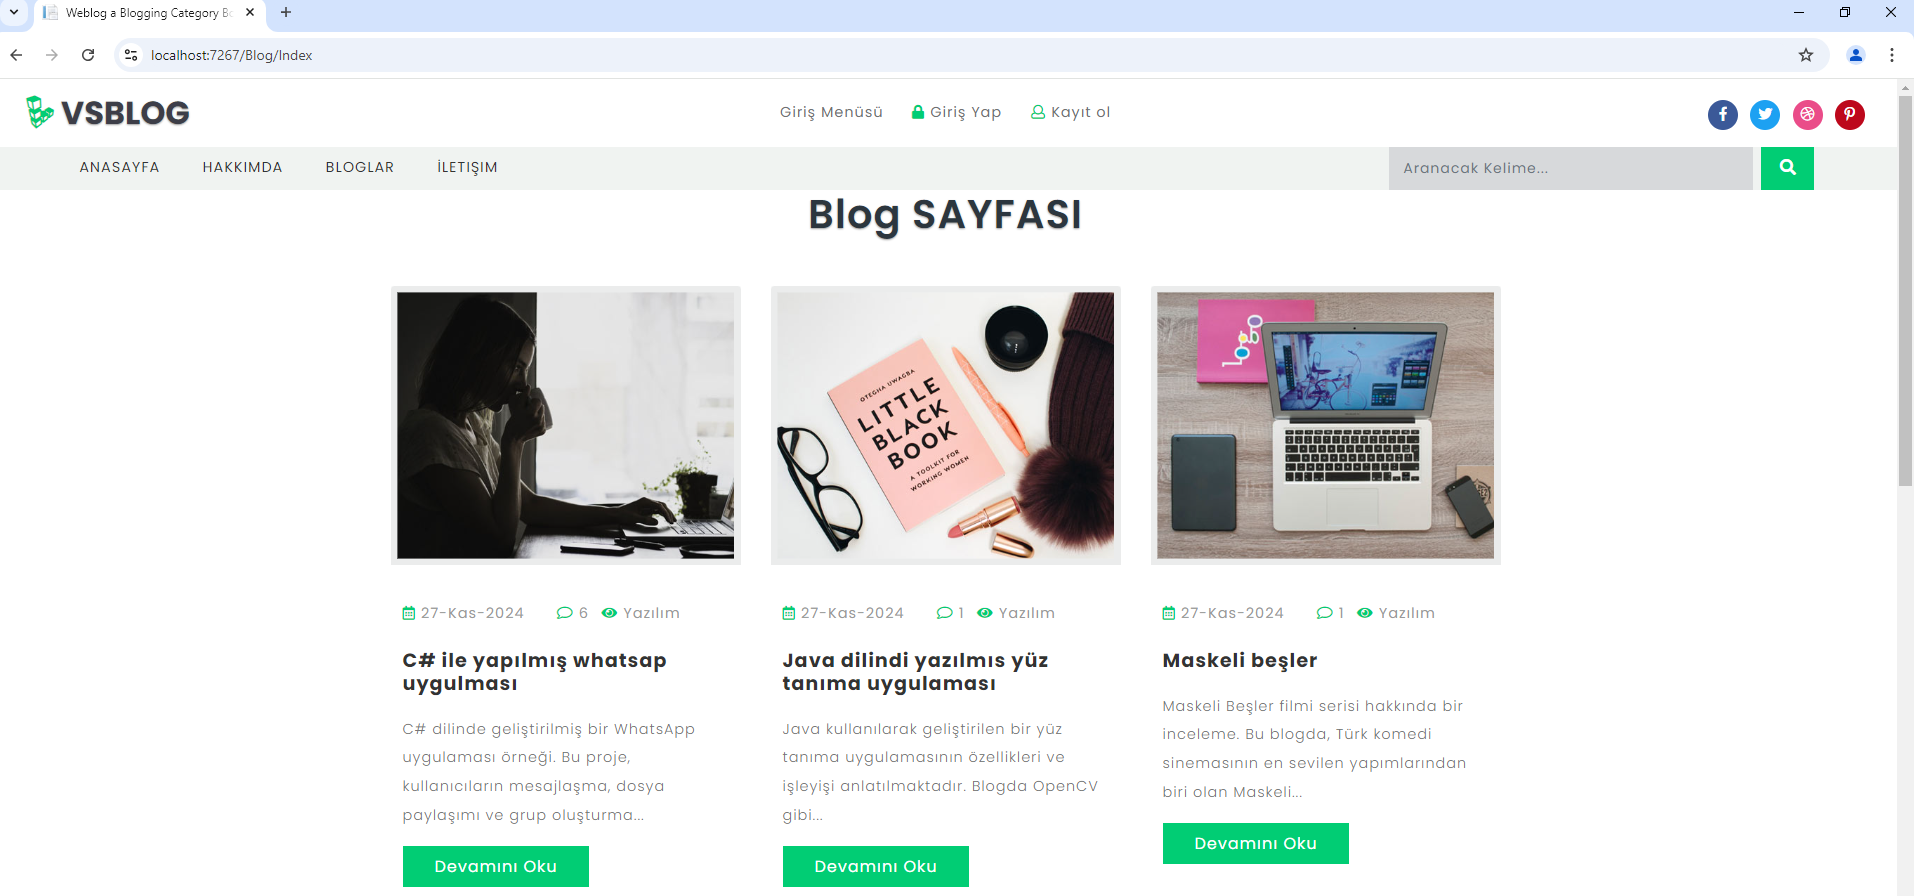 Weblog a Blogging Category Bo
localhost:7267/Blog/Index
VSBLOG
Giriş Menüsü Giriş Yap Kayıt ol
ANASAYFA HAKKIMDA BLOGLAR İLETIŞIM
Aranacak Kelime...
Blog SAYFASI
OTEGHA UWAGBA
LITTLE
BLACK
BOOK
A TOOLKIT FOR
WORKING WOMEN
Logo
27-Kas-2024 6 Yazılım
C# ile yapılmış whatsap
uygulması
C# dilinde geliştirilmiş bir WhatsApp
uygulaması örneği. Bu proje,
kullanıcıların mesajlaşma, dosya
paylaşımı ve grup oluşturma...
Devamını Oku
27-Kas-2024 1 Yazılım
Java dilindi yazılmıs yüz
tanıma uygulaması
Java kullanılarak geliştirilen bir yüz
tanıma uygulamasının özellikleri ve
işleyişi anlatılmaktadır. Blogda OpenCV
gibi...
Devamını Oku
27-Kas-2024 1 Yazılım
Maskeli beşler
Maskeli Beşler filmi serisi hakkında bir
inceleme. Bu blogda, Türk komedi
sinemasının en sevilen yapımlarından
biri olan Maskeli...
Devamını Oku